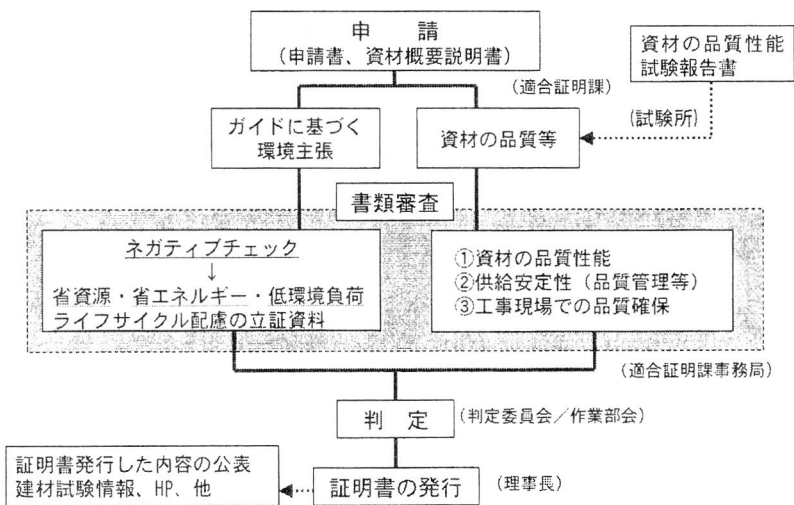 申　請
(申請書、資材概要説明書)
資材の品質性能
試験報告書
(適合証明課)
(試験所)
ガイドに基づく
環境主張
資材の品質等
書類審査
ネガティブチェック
↓
省資源・省エネルギー・低環境負荷
ライフサイクル配慮の立証資料
①資材の品質性能
②供給安定性（品質管理等）
③工事現場での品質確保
(適合証明課事務局)
判　定
(判定委員会／作業部会)
証明書発行した内容の公表
建材試験情報、HP、他
証明書の発行
(理事長)